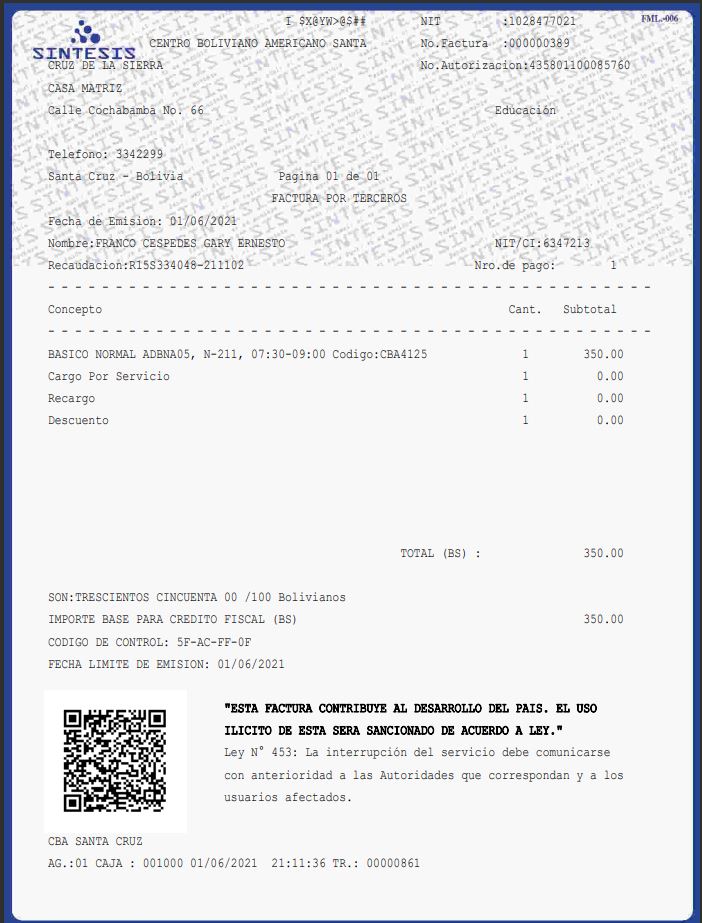 I $X@YW>@$## NIT :1028477021 FML.-006
SINTESIS CENTRO BOLIVIANO AMERICANO SANTA No.Factura :000000389
CRUZ DE LA SIERRA No.Autorizacion:435801100085760
CASA MATRIZ
Calle Cochabamba No. 66 Educación
Telefono: 3342299
Santa Cruz - Bolivia Pagina 01 de 01
FACTURA POR TERCEROS
Fecha de Emision: 01/06/2021
Nombre:FRANCO CESPEDES GARY ERNESTO NIT/CI:6347213
Recaudacion:R15S334048-211102 Nro.de pago: 1
Concepto Cant. Subtotal
BASICO NORMAL ADBNA05, N-211, 07:30-09:00 Codigo:CBA4125 1 350.00
Cargo Por Servicio 1 0.00
Recargo 1 0.00
Descuento 1 0.00
TOTAL (BS) : 350.00
SON:TRESCIENTOS CINCUENTA 00 /100 Bolivianos
IMPORTE BASE PARA CREDITO FISCAL (BS) 350.00
CODIGO DE CONTROL: 5F-AC-FF-0F
FECHA LIMITE DE EMISION: 01/06/2021
"ESTA FACTURA CONTRIBUYE AL DESARROLLO DEL PAIS. EL USO
ILICITO DE ESTA SERA SANCIONADO DE ACUERDO A LEY."
Ley N° 453: La interrupción del servicio debe comunicarse
con anterioridad a las Autoridades que correspondan y a los
usuarios afectados.
CBA SANTA CRUZ
AG.:01 CAJA : 001000 01/06/2021 21:11:36 TR.: 00000861